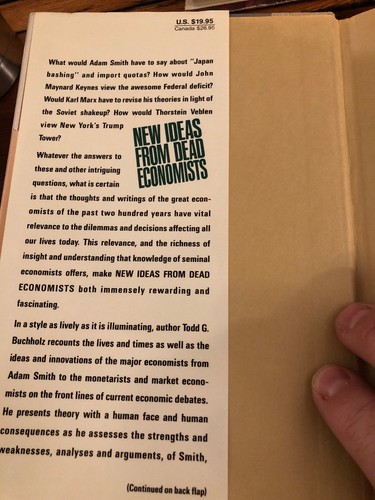 U.S. $19.95
Canada $26.95
What would Adam Smith have to say about "Japan
bashing" and import quotas? How would John
Maynard Keynes view the awesome Federal deficit?
Would Karl Marx have to revise his theories in light of
the Soviet shakeup? How would Thorstein Veblen
view New York's Trump
Tower?
NEW IDEAS
FROM DEAD
ECONOMISTS
Whatever the answers to
these and other intriguing
questions, what is certain
is that the thoughts and writings of the great econ-
omists of the past two hundred years have vital
relevance to the dilemmas and decisions affecting all
our lives today. This relevance, and the richness of
insight and understanding that knowledge of seminal
economists offers, make NEW IDEAS FROM DEAD
ECONOMISTS both immensely rewarding and
fascinating.
In a style as lively as it is illuminating, author Todd G.
Buchholz recounts the lives and times as well as the
ideas and innovations of the major economists from
Adam Smith to the monetarists and market econo-
mists on the front lines of current economic debates.
He presents theory with a human face and human
consequences as he assesses the strengths and
weaknesses, analyses and arguments, of Smith,
(Continued on back flap)